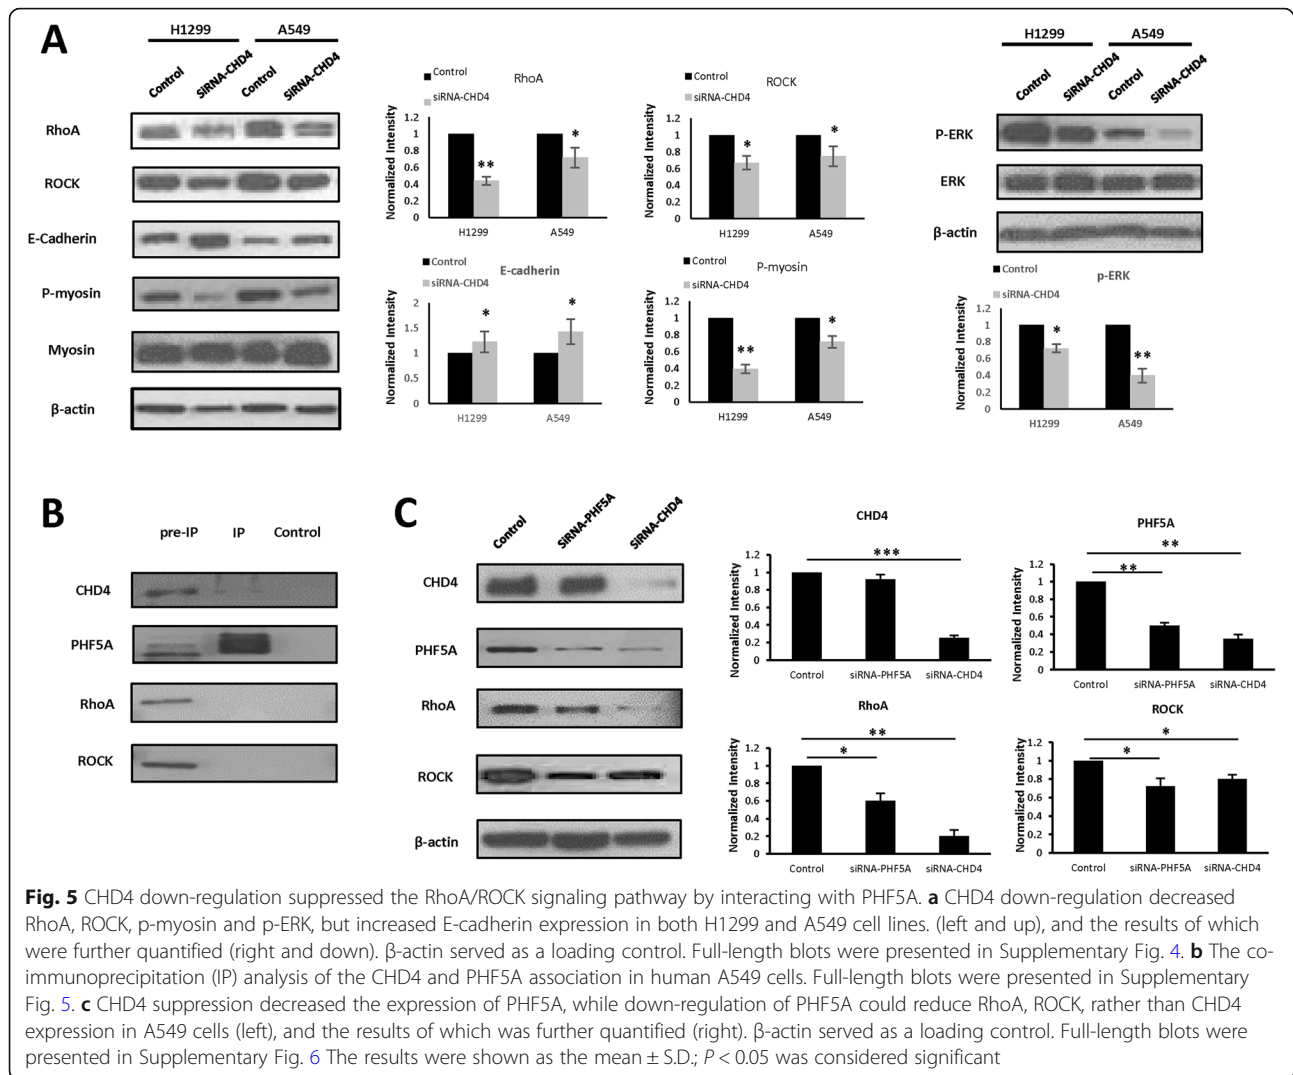 A
H1299 A549
Control SiRNA-CHD4 Control SiRNA-CHD4
RhoA
ROCK
E-Cadherin
P-myosin
Myosin
β-actin
Control
siRNA-CHD4
RhoA
Normalized Intensity
1.2
1
0.8
0.6
0.4
0.2
0
**
*
H1299 A549
Control
siRNA-CHD4
ROCK
Normalized Intensity
1.2
1
0.8
0.6
0.4
0.2
0
*
*
H1299 A549
Control
siRNA-CHD4
E-cadherin
Normalized Intensity
2
1.5
1
0.5
0
*
*
H1299 A549
Control
siRNA-CHD4
P-myosin
Normalized Intensity
1.2
1
0.8
0.6
0.4
0.2
0
**
*
H1299 A549
H1299 A549
Control SiRNA-CHD4 Control SiRNA-CHD4
P-ERK
ERK
β-actin
Control
siRNA-CHD4
p-ERK
Normalized Intensity
1.2
1
0.8
0.6
0.4
0.2
0
*
**
H1299 A549
B
pre-IP IP Control
CHD4
PHF5A
RhoA
ROCK
C
Control SiRNA-PHF5A SiRNA-CHD4
CHD4
PHF5A
RhoA
ROCK
β-actin
CHD4
Normalized Intensity
1.2
1
0.8
0.6
0.4
0.2
0
***
Control siRNA-PHF5A siRNA-CHD4
PHF5A
Normalized Intensity
1.2
1
0.8
0.6
0.4
0.2
0
**
**
Control siRNA-PHF5A siRNA-CHD4
RhoA
Normalized Intensity
1.2
1
0.8
0.6
0.4
0.2
0
**
*
Control siRNA-PHF5A siRNA-CHD4
ROCK
Normalized Intensity
1.2
1
0.8
0.6
0.4
0.2
0
*
*
Control siRNA-PHF5A siRNA-CHD4
Fig. 5 CHD4 down-regulation suppressed the RhoA/ROCK signaling pathway by interacting with PHF5A. a CHD4 down-regulation decreased
RhoA, ROCK, p-myosin and p-ERK, but increased E-cadherin expression in both H1299 and A549 cell lines. (left and up), and the results of which
were further quantified (right and down). β-actin served as a loading control. Full-length blots were presented in Supplementary Fig. 4. b The co-
immunoprecipitation (IP) analysis of the CHD4 and PHF5A association in human A549 cells. Full-length blots were presented in Supplementary
Fig. 5. c CHD4 suppression decreased the expression of PHF5A, while down-regulation of PHF5A could reduce RhoA, ROCK, rather than CHD4
expression in A549 cells (left), and the results of which was further quantified (right). β-actin served as a loading control. Full-length blots were
presented in Supplementary Fig. 6 The results were shown as the mean ± S.D.; P < 0.05 was considered significant